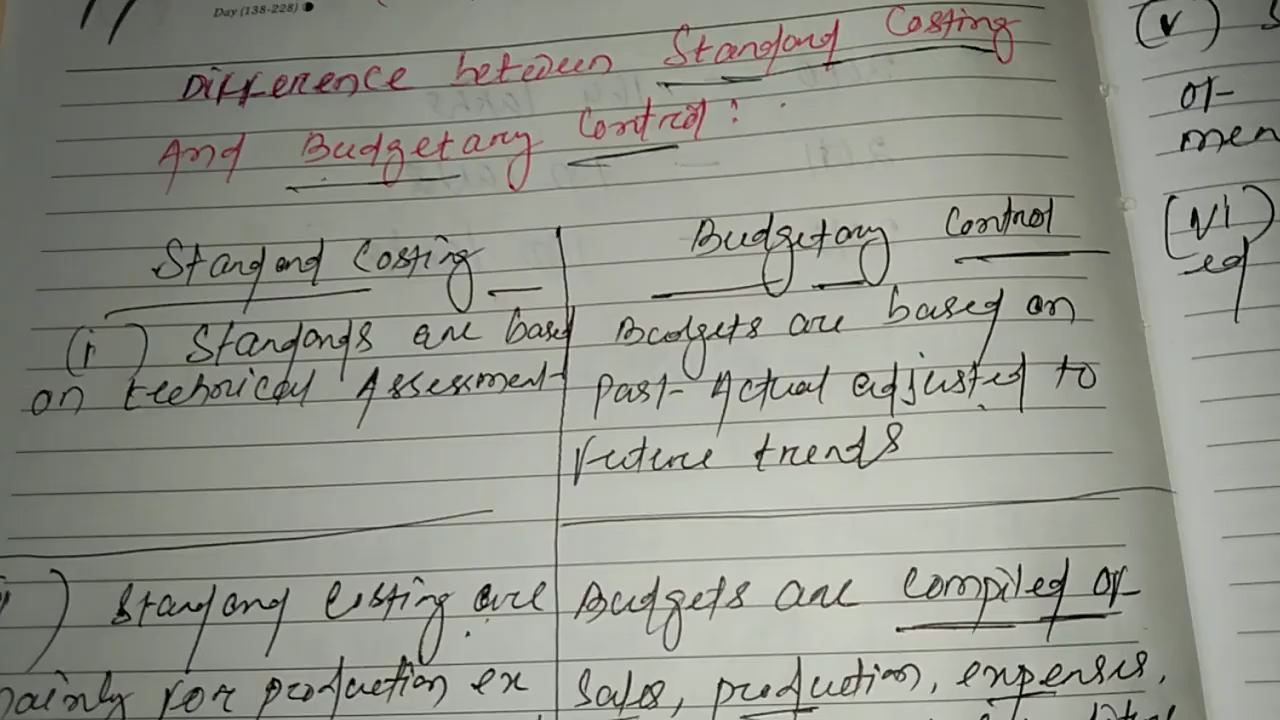 Day (138-228)
Difference between Standard Costing
And Budgetary Control :
Standard Costing
Budgetary Control
(i) Standards are based
on technical Assessment
Budgets are based on
past Actual adjusted to
Future trends
) Standard Costing are
mainly for production ex
Budgets are compiled of
Sales, production, expenses,
(v)
of
men
(vi)
ed